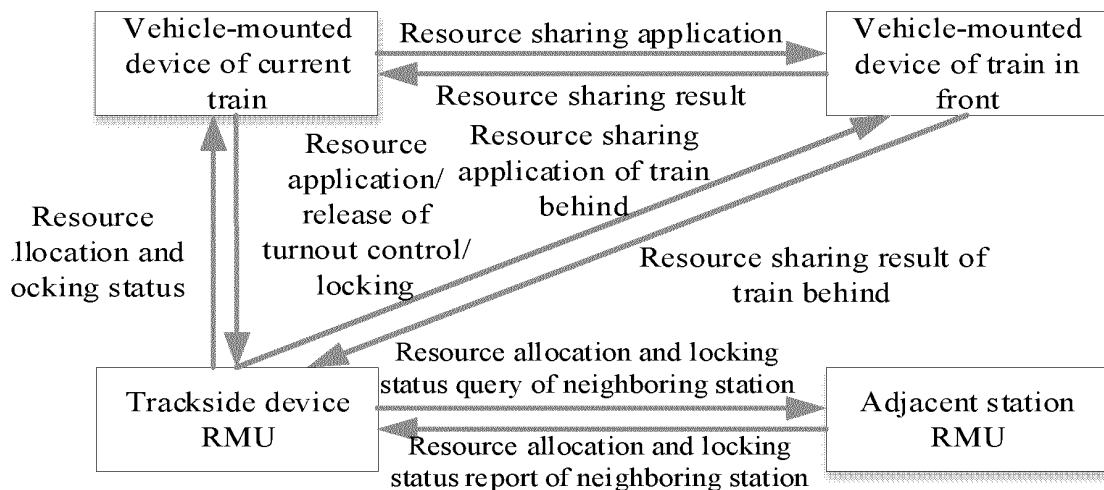 Vehicle-mounted
device of current
train
Resource sharing application
Resource sharing result
Vehicle-mounted
device of train in
front
Resource
llocation and
ocking status
Resource
application/
release of
turnout control/
locking
Resource sharing
application of train
behind
Resource sharing result of
train behind
Trackside device
RMU
Resource allocation and locking
status query of neighboring station
Resource allocation and locking
status report of neighboring station
Adjacent station
RMU